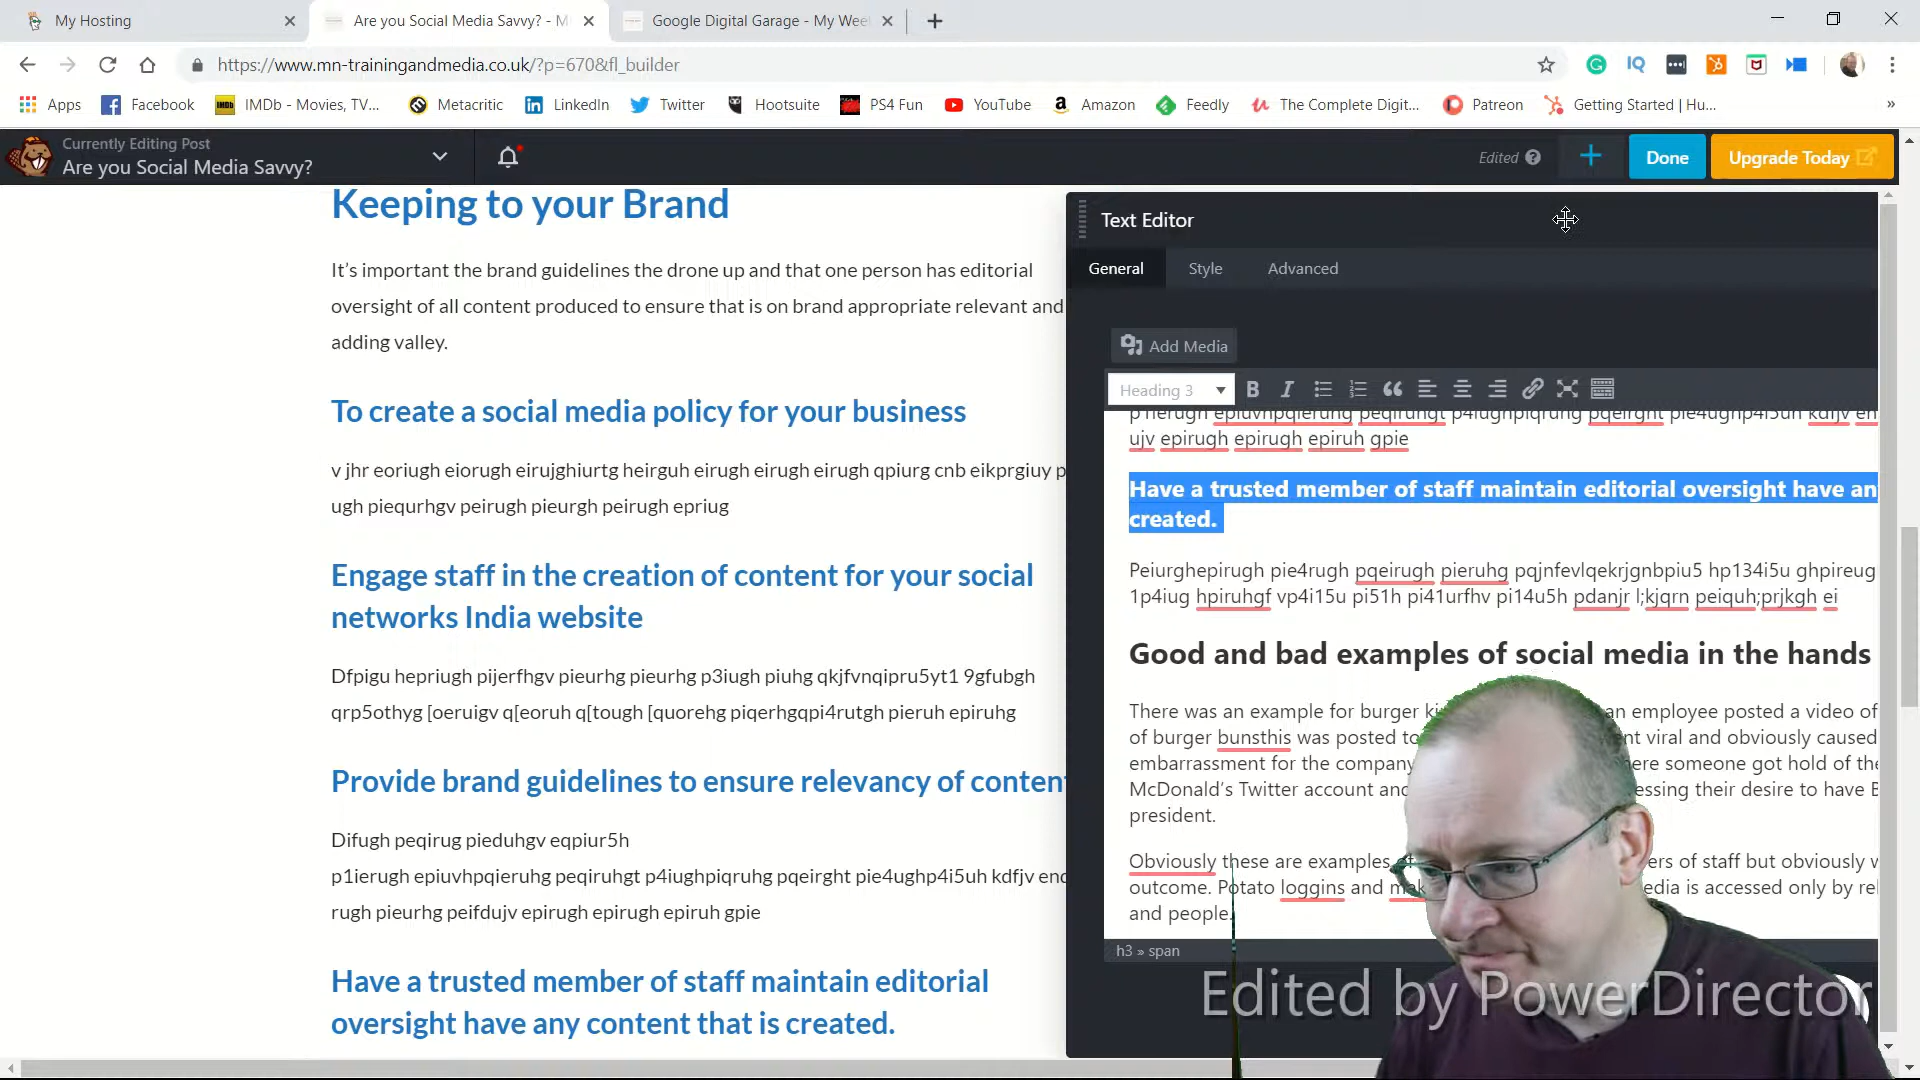 My Hosting
Are you Social Media Savvy? - M
Google Digital Garage - My Wee
https://www.mn-trainingandmedia.co.uk/?p=670&fl_builder
Apps
Facebook
IMDb - Movies, TV...
Metacritic
LinkedIn
Twitter
Hootsuite
PS4 Fun
YouTube
Amazon
Feedly
The Complete Digit...
Patreon
Getting Started | Hu...
Currently Editing Post
Are you Social Media Savvy?
Edited
Done
Upgrade Today
Keeping to your Brand
It’s important the brand guidelines the drone up and that one person has editorial
oversight of all content produced to ensure that is on brand appropriate relevant and
adding valley.
To create a social media policy for your business
v jhr eoriugh eiorugh eirujghiurtg heirguh eirugh eirugh eirugh qpiurg cnb eikprgiuy p
ugh piequrhgv peirugh pieurgh peirugh epriug
Engage staff in the creation of content for your social
networks India website
Dfpigu hepriugh pijerfhgv pieurhg pieurhg p3iugh piuhg qkjfvnqipru5yt1 9gfubgh
qrp5othyg [oeruigv q[eoruh q[tough [quorehg piqerhgqpi4rutgh pieruh epiruhg
Provide brand guidelines to ensure relevancy of content
Difugh peqirug pieduhgv eqpiur5h
p1ierugh epiuvhpqieruhg peqiruhgt p4iughpiqruhg pqeirght pie4ughp4i5uh kdfjv enc
rugh pieurhg peifdujv epirugh epirugh epiruh gpie
Have a trusted member of staff maintain editorial
oversight have any content that is created.
Text Editor
General
Style
Advanced
Add Media
Heading 3
p1ierugh epiuvhpqieruhg peqiruhgt p4iughpiqruhg pqeirght pie4ughp4i5uh kdfjv en
ujv epirugh epirugh epiruh gpie
Have a trusted member of staff maintain editorial oversight have an
created.
Peiurghepirugh pie4rugh pqeirugh pieruhg pqjnfevlqekrjgnbpiu5 hp134i5u ghpireug
1p4iug hpiruhgf vp4i15u pi51h pi41urfhv pi14u5h pdanjr l;kjqrn peiquh;prjkgh ei
Good and bad examples of social media in the hands
There was an example for burger an employee posted a video of
of burger bunsthis was posted to viral and obviously caused
embarrassment for the company someone got hold of the
McDonald’s Twitter account and their desire to have B
president.
Obviously these are examples of staff but obviously w
outcome. Potato loggins and is accessed only by rel
and people.
h3 » span
Edited by PowerDirector